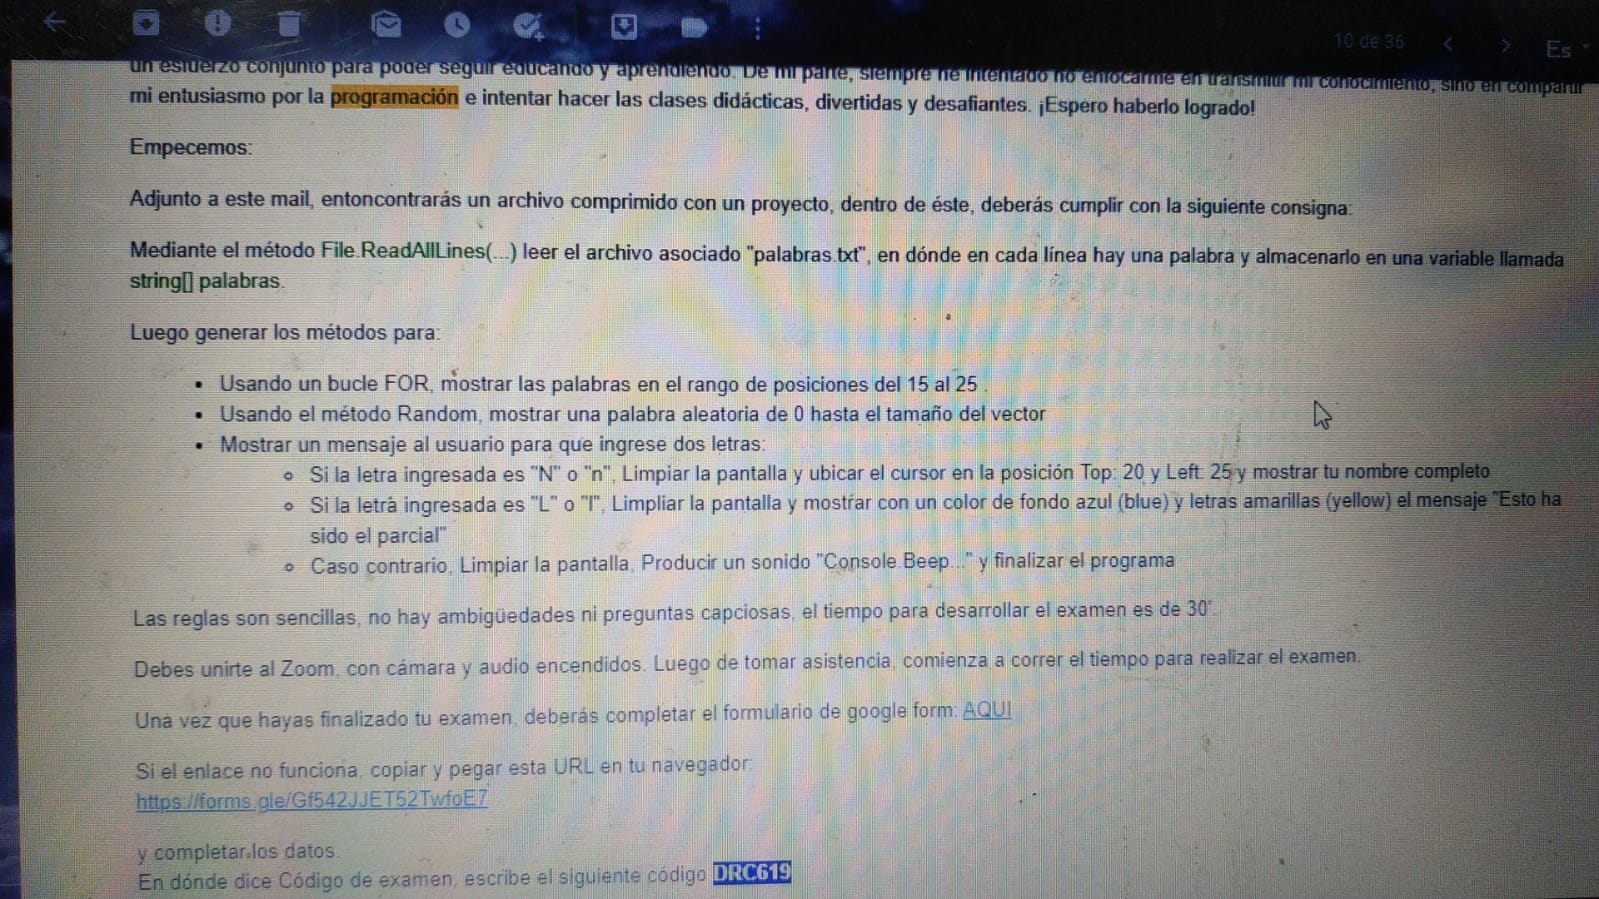 10 de 36
Es
un esfuerzo conjunto para poder seguir educando y aprendiendo. De mi parte, siempre he intentado no enfocarme en transmitir mi conocimiento, sino en compartir
mi entusiasmo por la programación e intentar hacer las clases didácticas, divertidas y desafiantes. ¡Espero haberlo logrado!
Empecemos:
Adjunto a este mail, entoncontrarás un archivo comprimido con un proyecto, dentro de éste, deberás cumplir con la siguiente consigna:
Mediante el método File.ReadAllLines(...) leer el archivo asociado "palabras.txt", en dónde en cada línea hay una palabra y almacenarlo en una variable llamada
string[] palabras.
Luego generar los métodos para:
• Usando un bucle FOR, mostrar las palabras en el rango de posiciones del 15 al 25 .
• Usando el método Random, mostrar una palabra aleatoria de 0 hasta el tamaño del vector
• Mostrar un mensaje al usuario para que ingrese dos letras:
o Si la letra ingresada es "N" o "n", Limpiar la pantalla y ubicar el cursor en la posición Top: 20 y Left: 25 y mostrar tu nombre completo
o Si la letra ingresada es "L" o "l", Limpliar la pantalla y mostrar con un color de fondo azul (blue) y letras amarillas (yellow) el mensaje "Esto ha
sido el parcial"
o Caso contrario, Limpiar la pantalla, Producir un sonido "Console.Beep..." y finalizar el programa
Las reglas son sencillas, no hay ambigüedades ni preguntas capciosas, el tiempo para desarrollar el examen es de 30'.
Debes unirte al Zoom, con cámara y audio encendidos. Luego de tomar asistencia, comienza a correr el tiempo para realizar el examen.
Una vez que hayas finalizado tu examen, deberás completar el formulario de google form: AQUI
Si el enlace no funciona, copiar y pegar esta URL en tu navegador:
https://forms.gle/Gf542JJET52TwfoE7
y completar los datos.
En dónde dice Código de examen, escribe el siguiente código DRC619